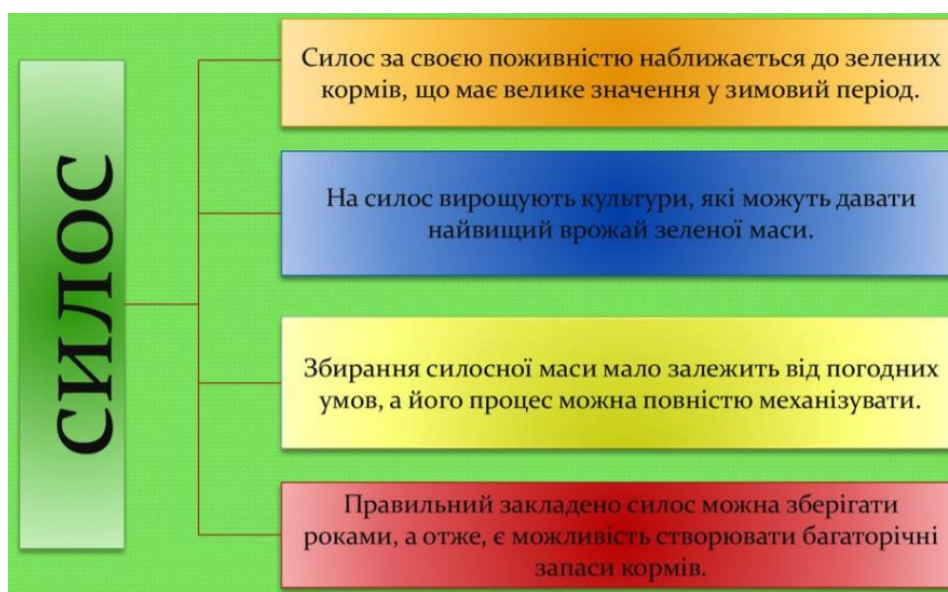 СИЛОС
Силос за своєю поживністю наближається до зелених
кормів, що має велике значення у зимовий період.
На силос вирощують культури, які можуть давати
найвищий врожай зеленої маси.
Збирання силосної маси мало залежить від погодних
умов, а його процес можна повністю механізувати.
Правильний закладено силос можна зберігати
роками, а отже, є можливість створювати багаторічні
запаси кормів.